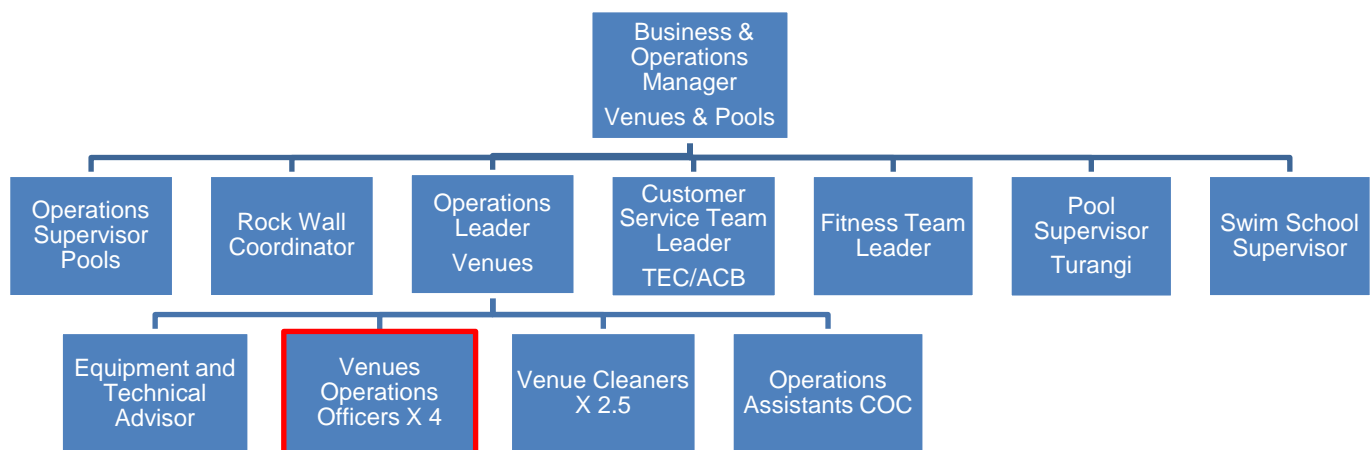 Business &
Operations
Manager
Venues & Pools
Operations
Supervisor
Pools
Rock Wall
Coordinator
Operations
Leader
Venues
Customer
Service Team
Leader
TEC/ACB
Fitness Team
Leader
Pool
Supervisor
Turangi
Swim School
Supervisor
Equipment and
Technical
Advisor
Venues
Operations
Officers X 4
Venue Cleaners
X 2.5
Operations
Assistants COC